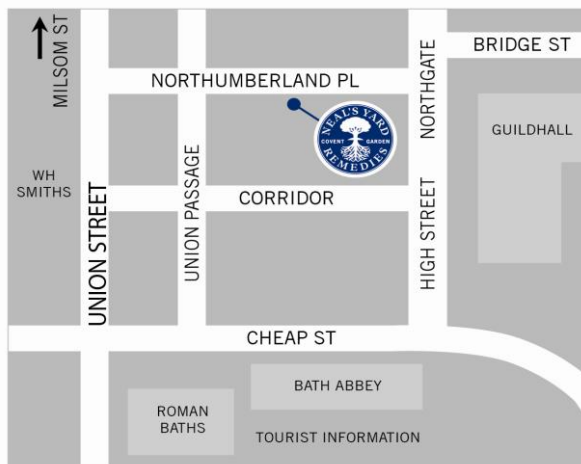 MILSOM ST
BRIDGE ST
NORTHUMBERLAND PL
NORTHGATE
NEAL'S YARD
COVENT GARDEN
REMEDIES
GUILDHALL
WH
SMITHS
UNION PASSAGE
CORRIDOR
UNION STREET
HIGH STREET
CHEAP ST
BATH ABBEY
ROMAN
BATHS
TOURIST INFORMATION